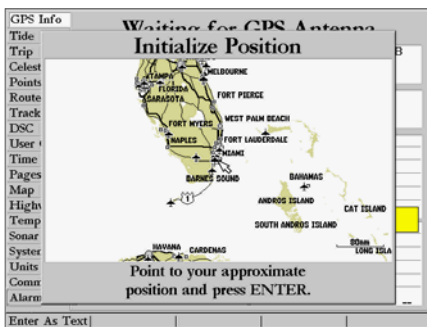 GPS Info
Waiting for GPS Antenna
Tide
Initialize Position
Trip
Celest
Points
Route
Track
DSC
User
Time
Pages
Map
Highw
Temp
Sonar
System
Units
Comm
Alarm
TAMPA
MELBOURNE
FLORIDA
SARASOTA
FORT PIERCE
WEST PALM BEACH
FORT MYERS
FORT LAUDERDALE
NAPLES
MIAMI
BARNES SOUND
BAHAMAS
1
ANDROS ISLAND
CAT ISLAND
SOUTH ANDROS ISLAND
80nm
HAVANA
CARDENAS
LONG ISLA
Point to your approximate
position and press ENTER.
Enter As Text